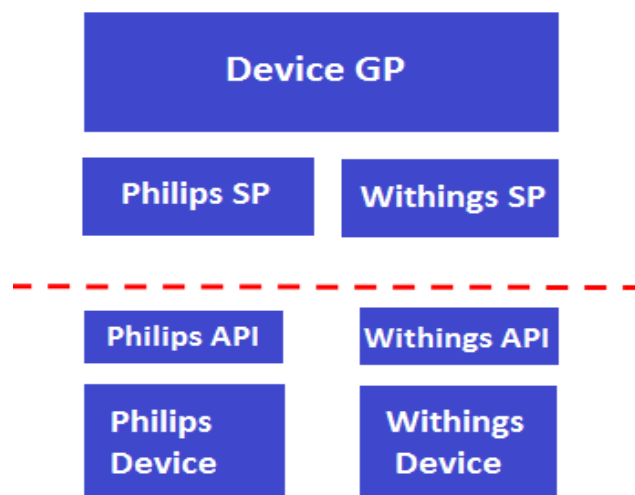 Device GP
Philips SP
Withings SP
Philips API
Withings API
Philips
Device
Withings
Device